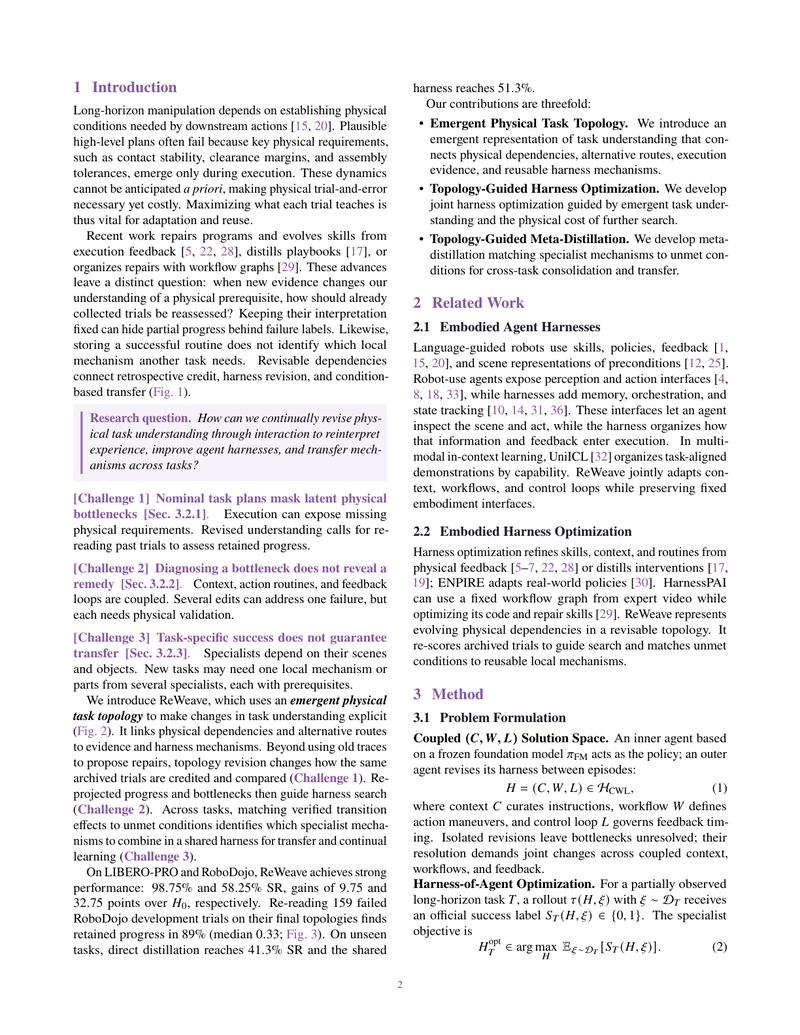 1 Introduction
Long-horizon manipulation depends on establishing physical
conditions needed by downstream actions [15, 20]. Plausible
high-level plans often fail because key physical requirements,
such as contact stability, clearance margins, and assembly
tolerances, emerge only during execution. These dynamics
cannot be anticipated a priori, making physical trial-and-error
necessary yet costly. Maximizing what each trial teaches is
thus vital for adaptation and reuse.
Recent work repairs programs and evolves skills from
execution feedback [5, 22, 28], distills playbooks [17], or
organizes repairs with workflow graphs [29]. These advances
leave a distinct question: when new evidence changes our
understanding of a physical prerequisite, how should already
collected trials be reassessed? Keeping their interpretation
fixed can hide partial progress behind failure labels. Likewise,
storing a successful routine does not identify which local
mechanism another task needs. Revisable dependencies
connect retrospective credit, harness revision, and condition-
based transfer (Fig. 1).
Research question. How can we continually revise phys-
ical task understanding through interaction to reinterpret
experience, improve agent harnesses, and transfer mech-
anisms across tasks?
[Challenge 1] Nominal task plans mask latent physical
bottlenecks [Sec. 3.2.1]. Execution can expose missing
physical requirements. Revised understanding calls for re-
reading past trials to assess retained progress.
[Challenge 2] Diagnosing a bottleneck does not reveal a
remedy [Sec. 3.2.2]. Context, action routines, and feedback
loops are coupled. Several edits can address one failure, but
each needs physical validation.
[Challenge 3] Task-specific success does not guarantee
transfer [Sec. 3.2.3]. Specialists depend on their scenes
and objects. New tasks may need one local mechanism or
parts from several specialists, each with prerequisites.
We introduce ReWeave, which uses an emergent physical
task topology to make changes in task understanding explicit
(Fig. 2). It links physical dependencies and alternative routes
to evidence and harness mechanisms. Beyond using old traces
to propose repairs, topology revision changes how the same
archived trials are credited and compared (Challenge 1). Re-
projected progress and bottlenecks then guide harness search
(Challenge 2). Across tasks, matching verified transition
effects to unmet conditions identifies which specialist mecha-
nisms to combine in a shared harness for transfer and continual
learning (Challenge 3).
On LIBERO-PRO and RoboDojo, ReWeave achieves strong
performance: 98.75% and 58.25% SR, gains of 9.75 and
32.75 points over H0, respectively. Re-reading 159 failed
RoboDojo development trials on their final topologies finds
retained progress in 89% (median 0.33; Fig. 3). On unseen
tasks, direct distillation reaches 41.3% SR and the shared
harness reaches 51.3%.
Our contributions are threefold:
• Emergent Physical Task Topology. We introduce an
emergent representation of task understanding that con-
nects physical dependencies, alternative routes, execution
evidence, and reusable harness mechanisms.
• Topology-Guided Harness Optimization. We develop
joint harness optimization guided by emergent task under-
standing and the physical cost of further search.
• Topology-Guided Meta-Distillation. We develop meta-
distillation matching specialist mechanisms to unmet con-
ditions for cross-task consolidation and transfer.
2 Related Work
2.1 Embodied Agent Harnesses
Language-guided robots use skills, policies, feedback [1,
15, 20], and scene representations of preconditions [12, 25].
Robot-use agents expose perception and action interfaces [4,
8, 18, 33], while harnesses add memory, orchestration, and
state tracking [10, 14, 31, 36]. These interfaces let an agent
inspect the scene and act, while the harness organizes how
that information and feedback enter execution. In multi-
modal in-context learning, UniICL [32] organizes task-aligned
demonstrations by capability. ReWeave jointly adapts con-
text, workflows, and control loops while preserving fixed
embodiment interfaces.
2.2 Embodied Harness Optimization
Harness optimization refines skills, context, and routines from
physical feedback [5–7, 22, 28] or distills interventions [17,
19]; ENPIRE adapts real-world policies [30]. HarnessPAI
can use a fixed workflow graph from expert video while
optimizing its code and repair skills [29]. ReWeave represents
evolving physical dependencies in a revisable topology. It
re-scores archived trials to guide search and matches unmet
conditions to reusable local mechanisms.
3 Method
3.1 Problem Formulation
Coupled (C, W, L) Solution Space. An inner agent based
on a frozen foundation model πFM acts as the policy; an outer
agent revises its harness between episodes:
H = (C, W, L) ∈ ℋCWL, (1)
where context C curates instructions, workflow W defines
action maneuvers, and control loop L governs feedback tim-
ing. Isolated revisions leave bottlenecks unresolved; their
resolution demands joint changes across coupled context,
workflows, and feedback.
Harness-of-Agent Optimization. For a partially observed
long-horizon task T, a rollout τ(H, ξ) with ξ ∼ 𝒟T receives
an official success label ST(H, ξ) ∈ {0, 1}. The specialist
objective is
H_T^opt ∈ arg max_H 𝔼ξ∼𝒟T [ST(H, ξ)]. (2)
2